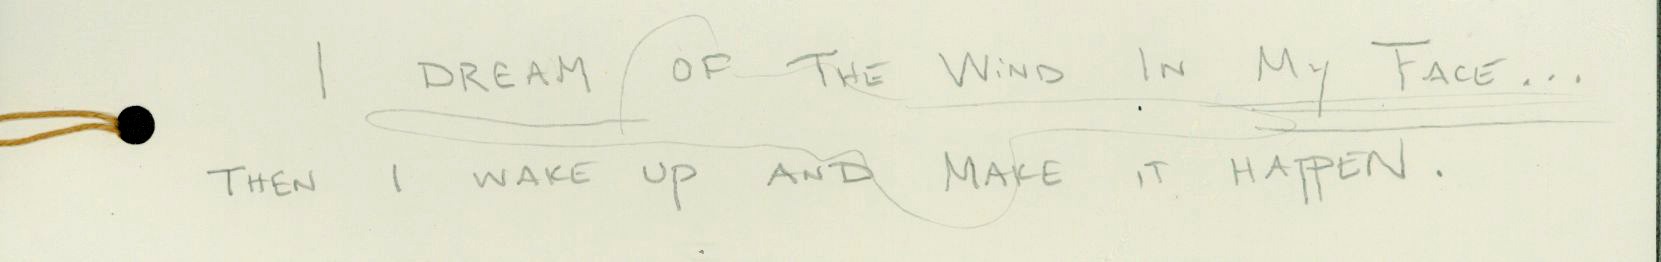 I DREAM OF THE WIND IN MY FACE...
THEN I WAKE UP AND MAKE IT HAPPEN.